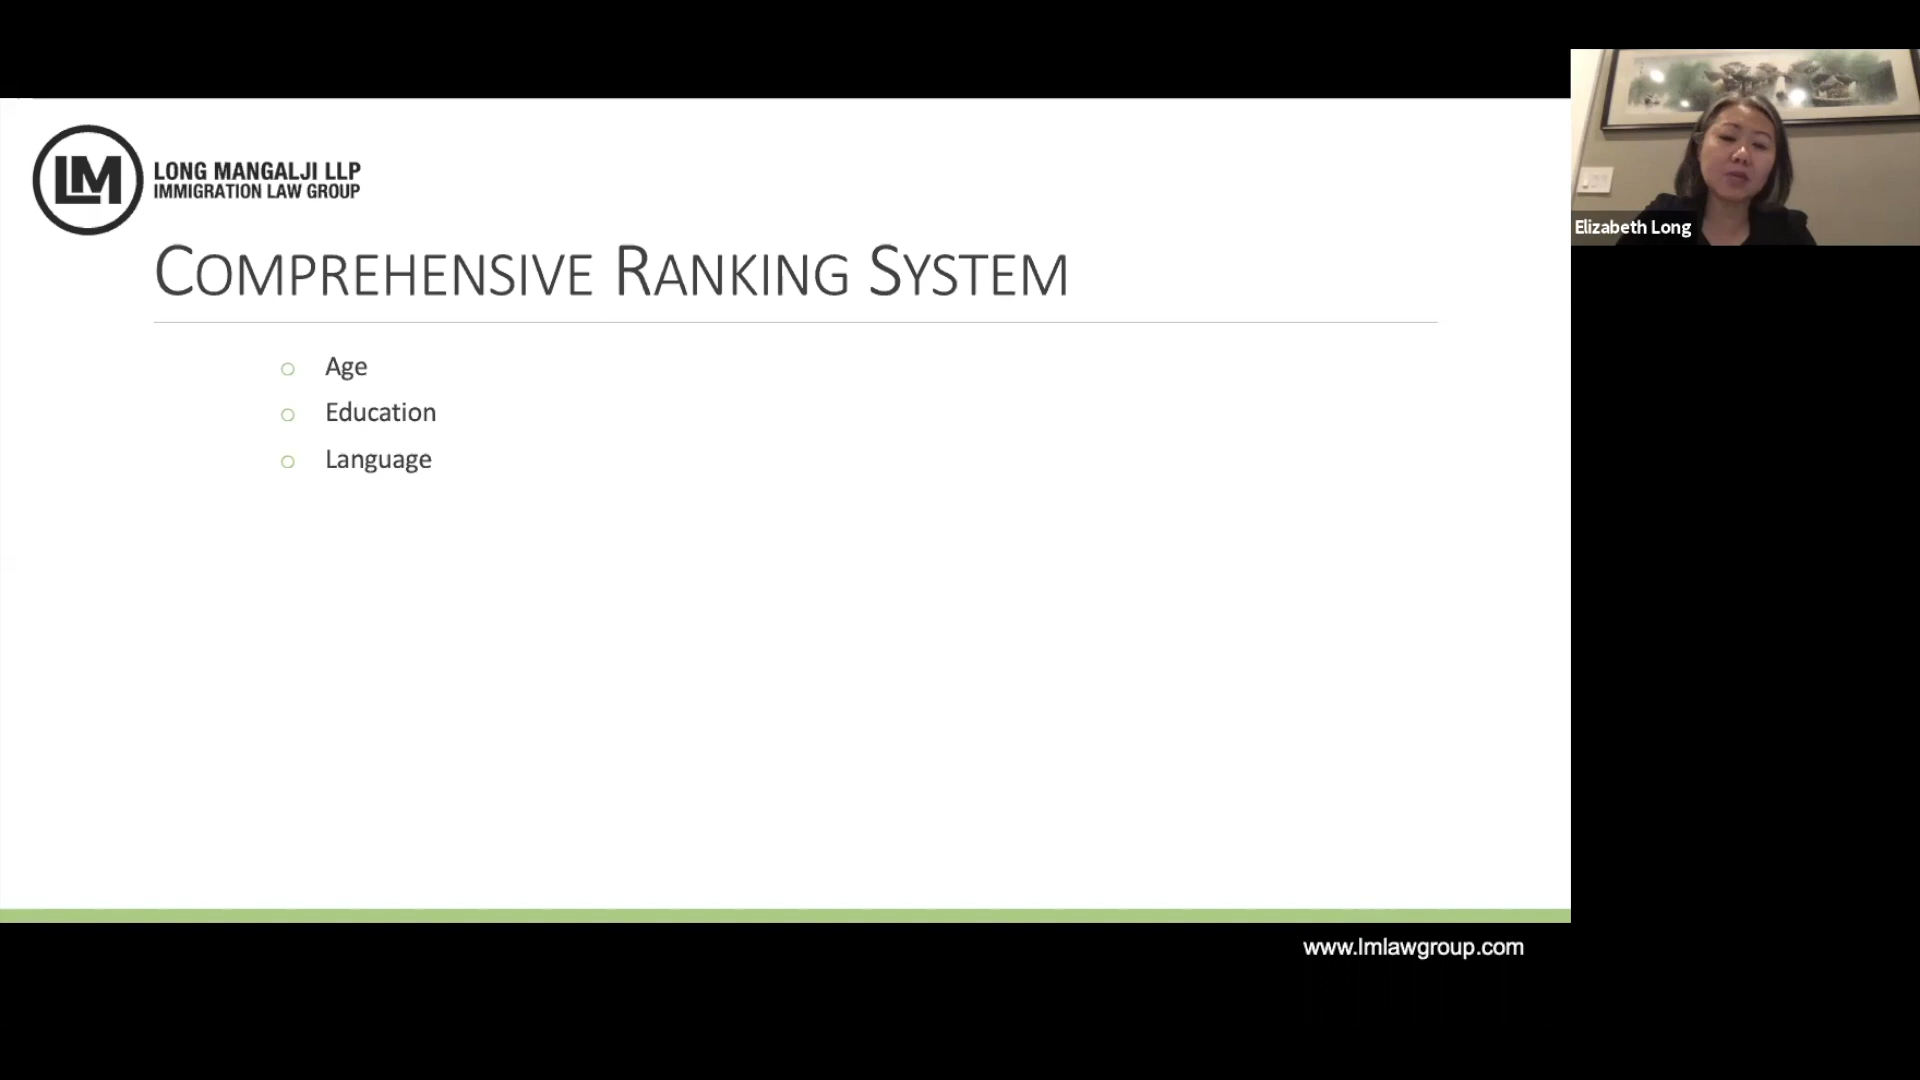 LM
LONG MANGALJI LLP
IMMIGRATION LAW GROUP
COMPREHENSIVE RANKING SYSTEM
Age
Education
Language
Elizabeth Long
www.lmlawgroup.com